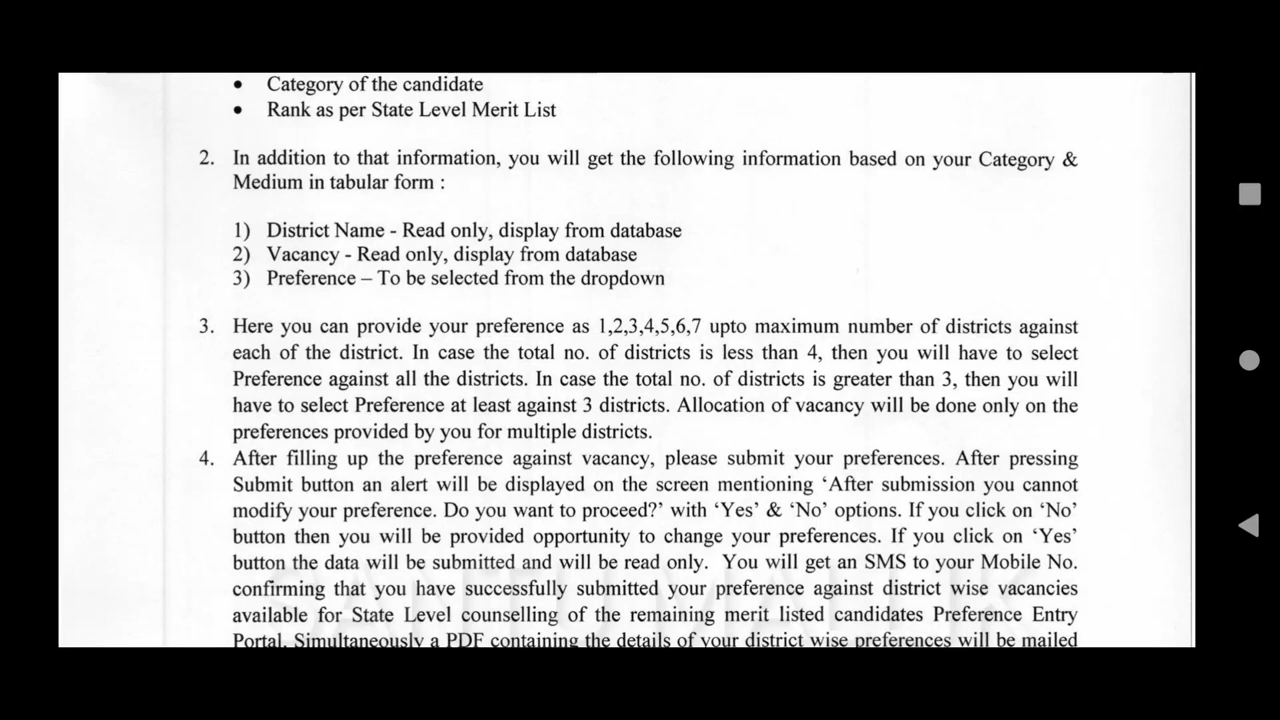 • Category of the candidate
• Rank as per State Level Merit List
2. In addition to that information, you will get the following information based on your Category &
Medium in tabular form :
1) District Name - Read only, display from database
2) Vacancy - Read only, display from database
3) Preference – To be selected from the dropdown
3. Here you can provide your preference as 1,2,3,4,5,6,7 upto maximum number of districts against
each of the district. In case the total no. of districts is less than 4, then you will have to select
Preference against all the districts. In case the total no. of districts is greater than 3, then you will
have to select Preference at least against 3 districts. Allocation of vacancy will be done only on the
preferences provided by you for multiple districts.
4. After filling up the preference against vacancy, please submit your preferences. After pressing
Submit button an alert will be displayed on the screen mentioning ‘After submission you cannot
modify your preference. Do you want to proceed?’ with ‘Yes’ & ‘No’ options. If you click on ‘No’
button then you will be provided opportunity to change your preferences. If you click on ‘Yes’
button the data will be submitted and will be read only. You will get an SMS to your Mobile No.
confirming that you have successfully submitted your preference against district wise vacancies
available for State Level counselling of the remaining merit listed candidates Preference Entry
Portal. Simultaneously a PDF containing the details of your district wise preferences will be mailed